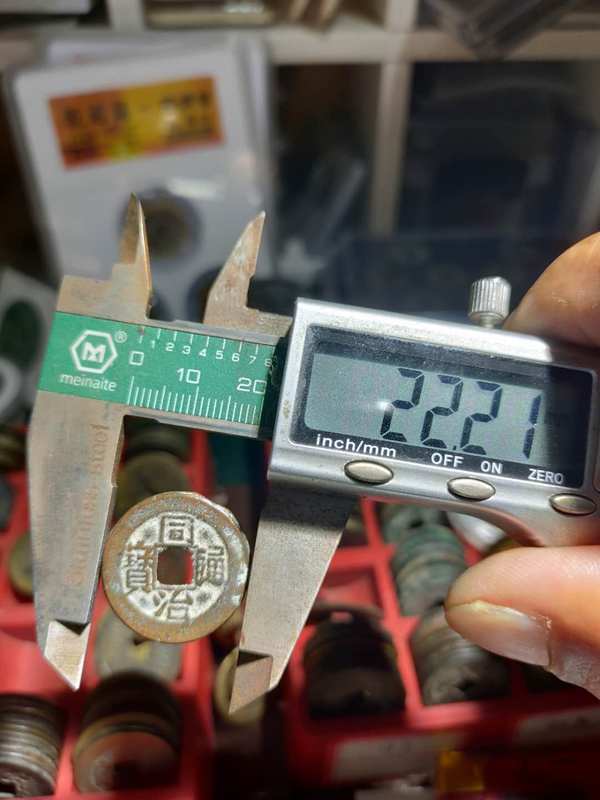 ®
M
meinaite
1 2 3 4 5 6 7 8
0 10 20
22.21
inch/mm OFF ON ZERO
同治通寶